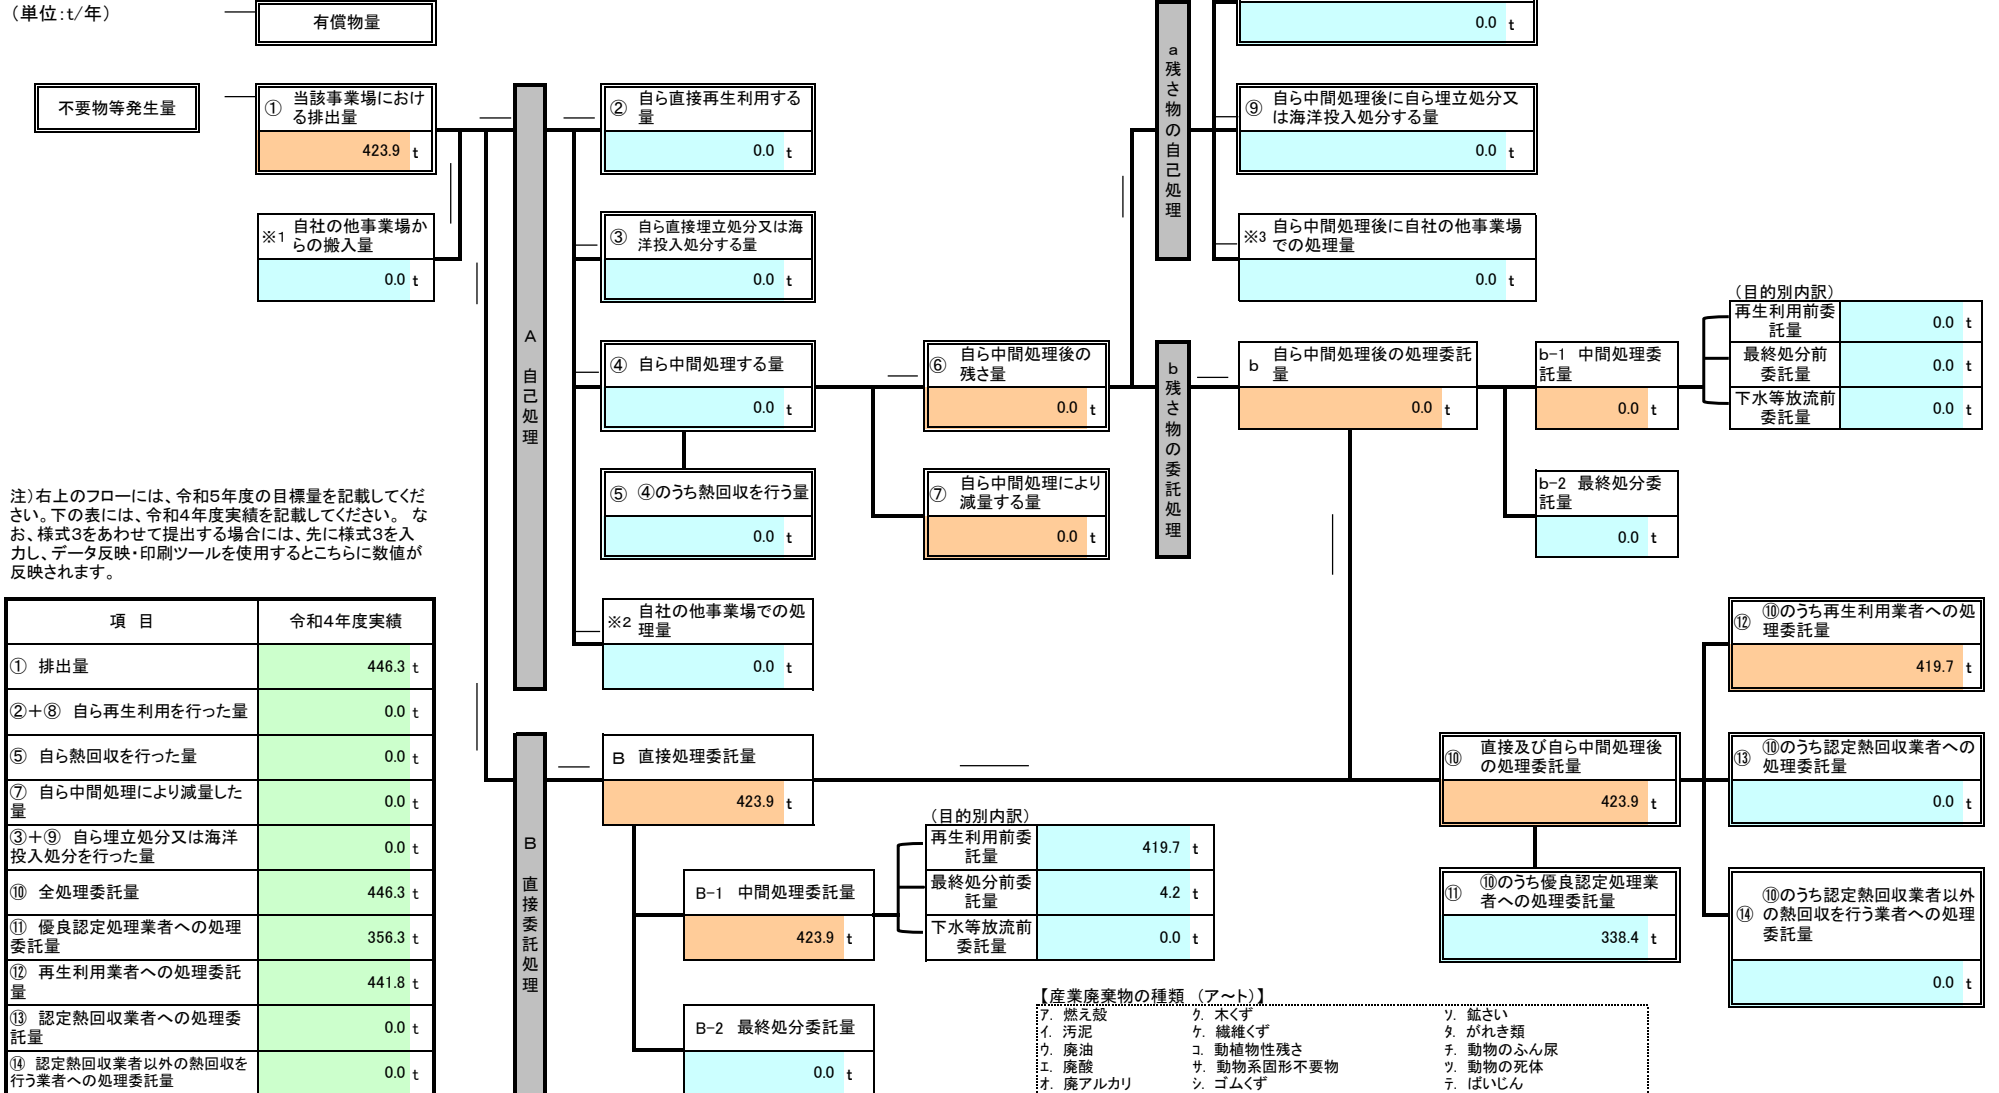 （単位:t/年）
有償物量
0.0 t
不要物等発生量
① 当該事業場におけ
る排出量
423.9 t
※1 自社の他事業場か
らの搬入量
0.0 t
A 自己処理
② 自ら直接再生利用する
量
0.0 t
③ 自ら直接埋立処分又は海
洋投入処分する量
0.0 t
④ 自ら中間処理する量
0.0 t
⑤ ④のうち熱回収を行う量
0.0 t
※2 自社の他事業場での処
理量
0.0 t
⑥ 自ら中間処理後の
残さ量
0.0 t
⑦ 自ら中間処理により
減量する量
0.0 t
a 残さ物の自己処理
⑨ 自ら中間処理後に自ら埋立処分又
は海洋投入処分する量
0.0 t
※3 自ら中間処理後に自社の他事業場
での処理量
0.0 t
b 残さ物の委託処理
b 自ら中間処理後の処理委託
量
0.0 t
b-1 中間処理委
託量
0.0 t
b-2 最終処分委
託量
0.0 t
（目的別内訳）
再生利用前委
託量
0.0 t
最終処分前
委託量
0.0 t
下水等放流前
委託量
0.0 t
注）右上のフローには、令和5年度の目標量を記載してくだ
さい。下の表には、令和4年度実績を記載してください。 な
お、様式3をあわせて提出する場合には、先に様式3を入
力し、データ反映・印刷ツールを使用するとこちらに数値が
反映されます。
項 目 令和4年度実績
① 排出量 446.3 t
②＋⑧ 自ら再生利用を行った量 0.0 t
⑤ 自ら熱回収を行った量 0.0 t
⑦ 自ら中間処理により減量した
量 0.0 t
③＋⑨ 自ら埋立処分又は海洋
投入処分を行った量 0.0 t
⑩ 全処理委託量 446.3 t
⑪ 優良認定処理業者への処理
委託量 356.3 t
⑫ 再生利用業者への処理委託
量 441.8 t
⑬ 認定熱回収業者への処理委
託量 0.0 t
⑭ 認定熱回収業者以外の熱回収を
行う業者への処理委託量 0.0 t
B 直接委託処理
B 直接処理委託量
423.9 t
B-1 中間処理委託量
423.9 t
B-2 最終処分委託量
0.0 t
（目的別内訳）
再生利用前委
託量
419.7 t
最終処分前委
託量
4.2 t
下水等放流前
委託量
0.0 t
⑩ 直接及び自ら中間処理後
の処理委託量
423.9 t
⑪ ⑩のうち優良認定処理業
者への処理委託量
338.4 t
⑫ ⑩のうち再生利用業者への処
理委託量
419.7 t
⑬ ⑩のうち認定熱回収業者への
処理委託量
0.0 t
⑭ ⑩のうち認定熱回収業者以外
の熱回収を行う業者への処理
委託量
0.0 t
【産業廃棄物の種類 （ア～ト）】
ア. 燃え殻 ク. 木くず ソ. 鉱さい
イ. 汚泥 ケ. 繊維くず タ. がれき類
ウ. 廃油 コ. 動植物性残さ チ. 動物のふん尿
エ. 廃酸 サ. 動物系固形不要物 ツ. 動物の死体
オ. 廃アルカリ シ. ゴムくず テ. ばいじん